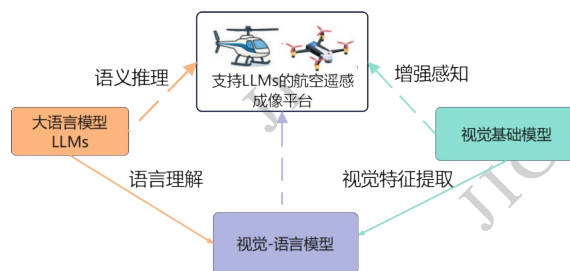 支持LLMs的航空遥感
成像平台
语义推理
增强感知
大语言模型
LLMs
视觉基础模型
语言理解
视觉特征提取
视觉-语言模型